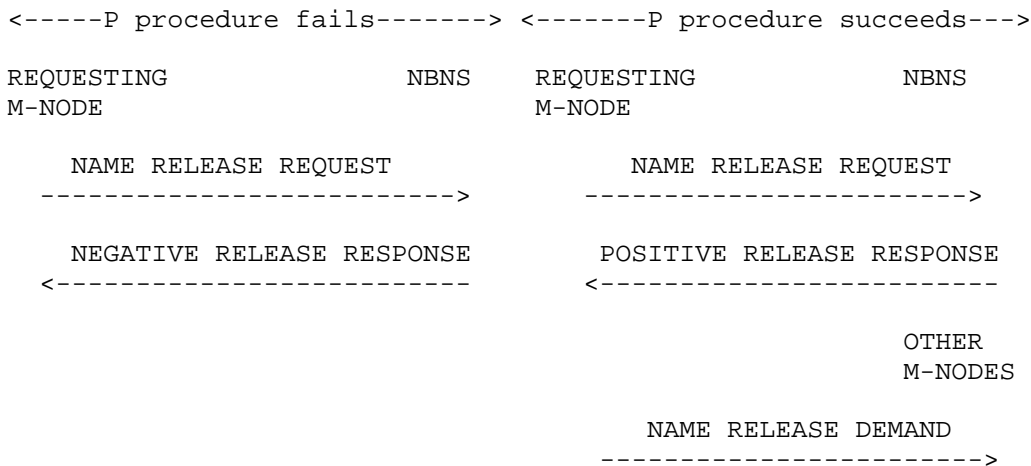 <-----P procedure fails-------> <-------P procedure succeeds--->
REQUESTING               NBNS    REQUESTING             NBNS
M-NODE                           M-NODE
    NAME RELEASE REQUEST               NAME RELEASE REQUEST
  -------------------------->       ------------------------>
    NEGATIVE RELEASE RESPONSE        POSITIVE RELEASE RESPONSE
  <--------------------------       <-------------------------
                                                        OTHER
                                                        M-NODES
                                        NAME RELEASE DEMAND
                                     ------------------------>